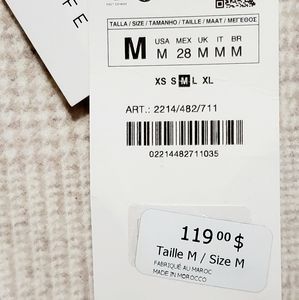 F E
TALLA / SIZE / TAMANHO / TAILLE / MAAT / ΜΕΓΕΘΟΣ
M
USA MEX UK IT BR
M 28 M M M
XS S M L XL
ART.: 2214/482/711
02214482711035
119.00 $
Taille M / Size M
FABRIQUÉ AU MAROC
MADE IN MOROCCO